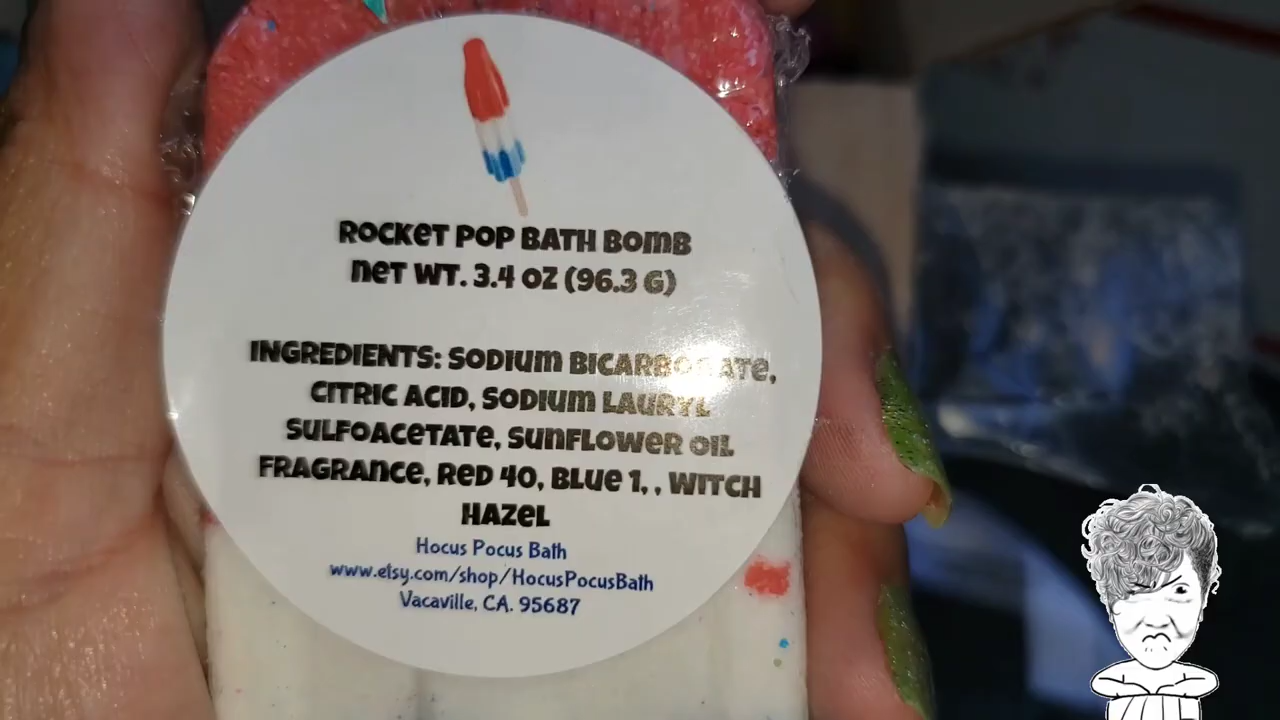 ROCKET POP BATH BOMB
NET WT. 3.4 OZ (96.3 G)
INGREDIENTS: SODIUM BICARBONATE,
CITRIC ACID, SODIUM LAURYL
SULFOACETATE, SUNFLOWER OIL
FRAGRANCE, RED 40, BLUE 1, , WITCH
HAZEL
Hocus Pocus Bath
www.etsy.com/shop/HocusPocusBath
Vacaville, CA. 95687